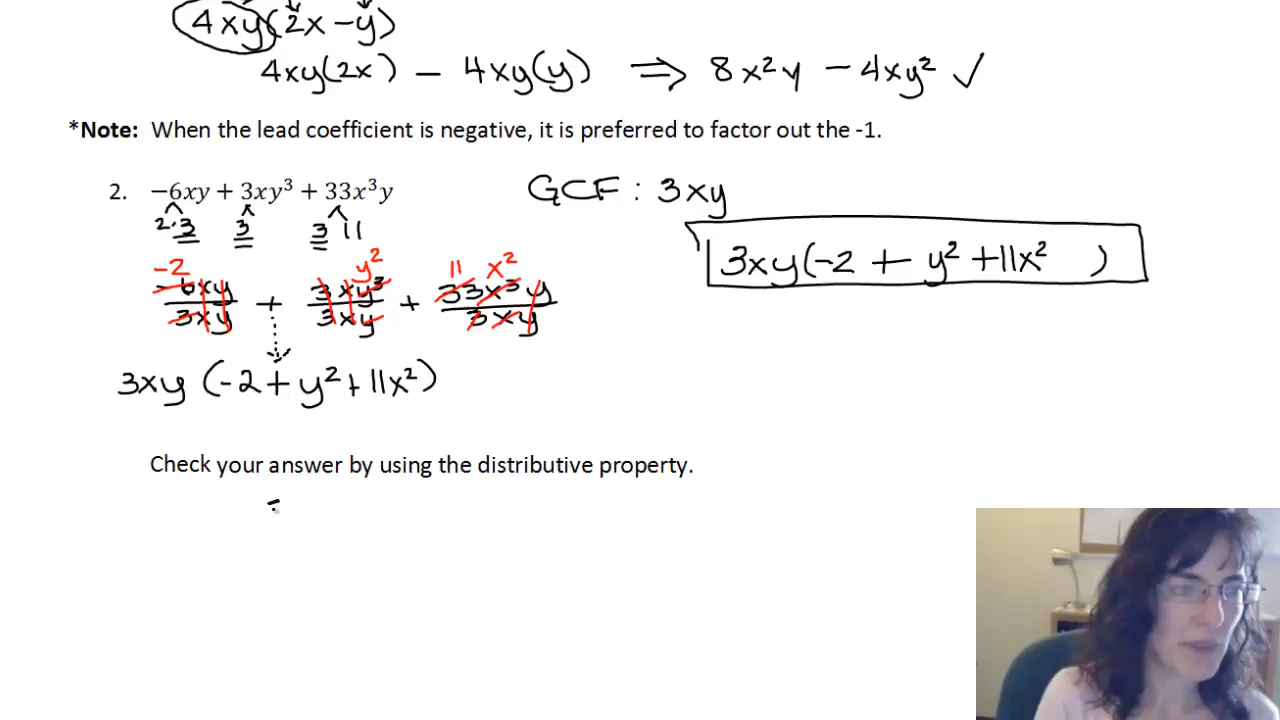 4xy(2x - y)
4xy(2x) - 4xy(y) ⟹ 8x²y - 4xy² ✓
*Note: When the lead coefficient is negative, it is preferred to factor out the -1.
2. −6xy + 3xy³ + 33x³y GCF : 3xy
2·3 3 3 11
3xy(-2 + y² + 11x² )
-2 y² 11 x²
-6xy/3xy + 3xy³/3xy + 33x³y/3xy
3xy (-2 + y² + 11x²)
Check your answer by using the distributive property.